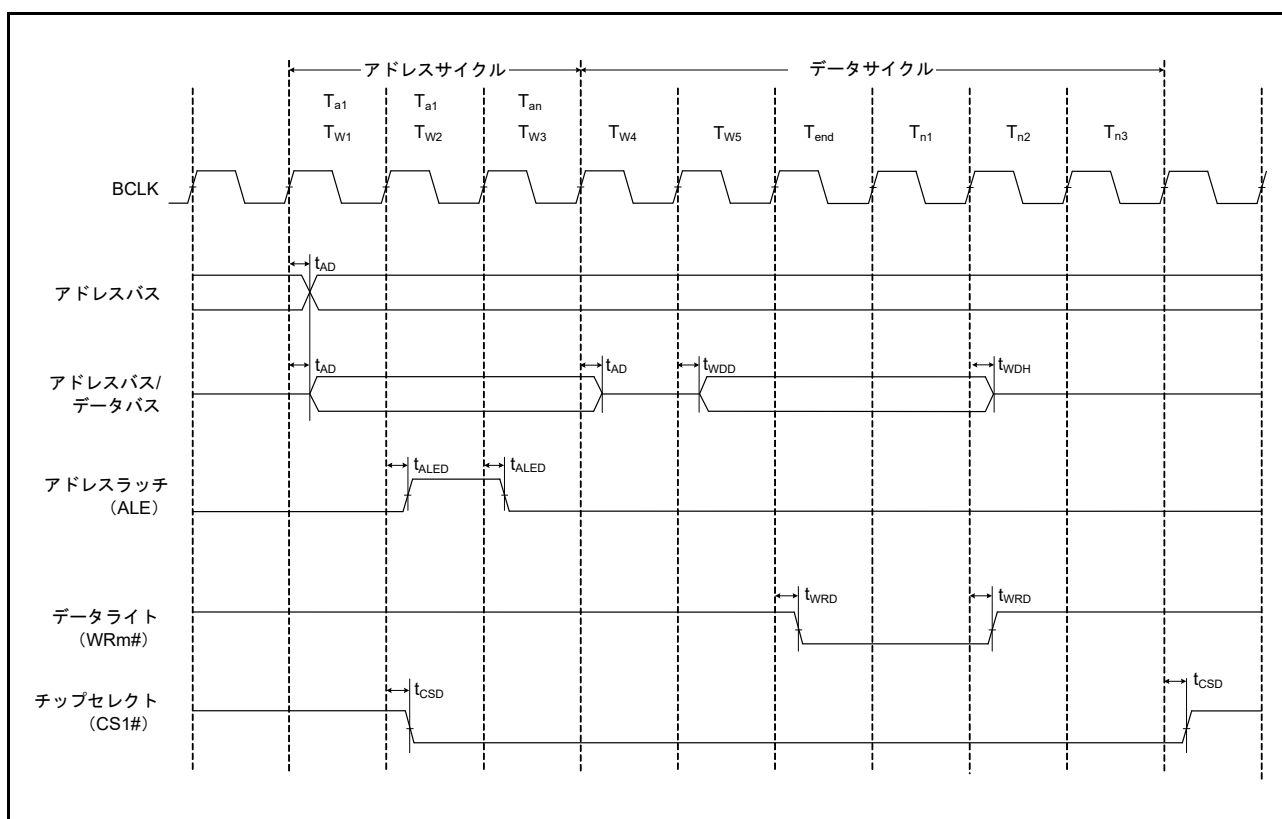 アドレスサイクル データサイクル
Ta1 Ta1 Tan
TW1 TW2 TW3 TW4 TW5 Tend Tn1 Tn2 Tn3
BCLK
tAD
アドレスバス
tAD tAD tWDD tWDH
アドレスバス/
データバス
tALED tALED
アドレスラッチ
（ALE）
tWRD tWRD
データライト
（WRm#）
tCSD tCSD
チップセレクト
（CS1#）